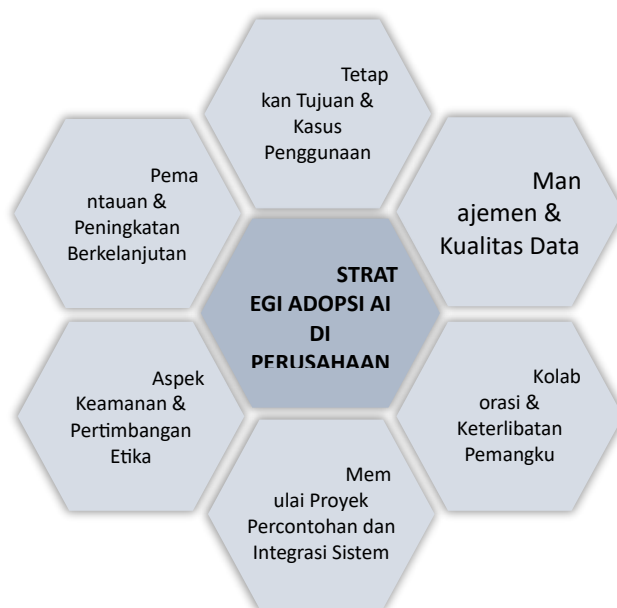 Tetap
kan Tujuan &
Kasus
Penggunaan
Man
ajemen &
Kualitas Data
Kolab
orasi &
Keterlibatan
Pemangku
Mem
ulai Proyek
Percontohan dan
Integrasi Sistem
Aspek
Keamanan &
Pertimbangan
Etika
Pema
ntauan &
Peningkatan
Berkelanjutan
STRAT
EGI ADOPSI AI
DI
PERUSAHAAN